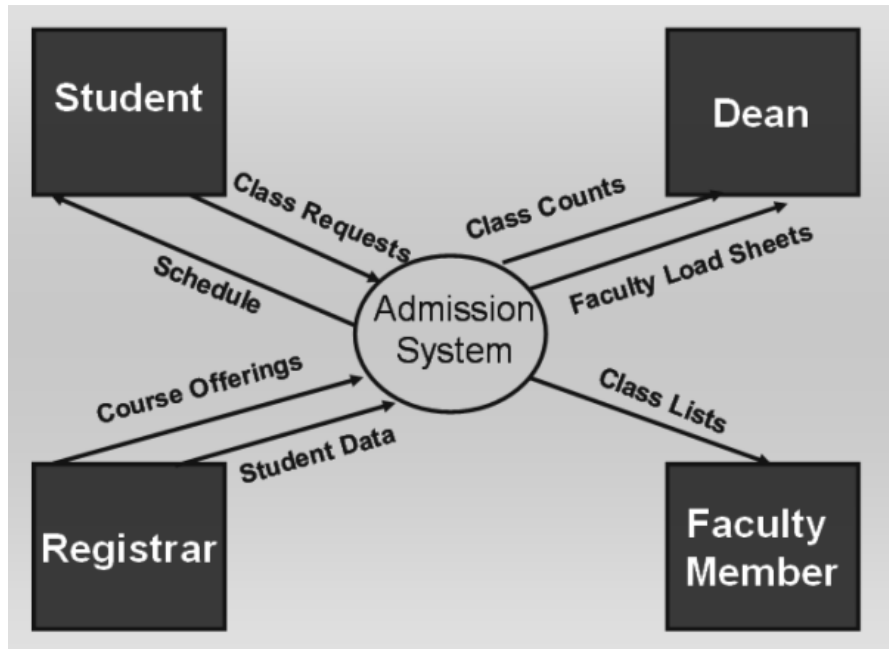 Student
Dean
Class Requests
Class Counts
Schedule
Faculty Load Sheets
Admission
System
Course Offerings
Class Lists
Student Data
Registrar
Faculty
Member